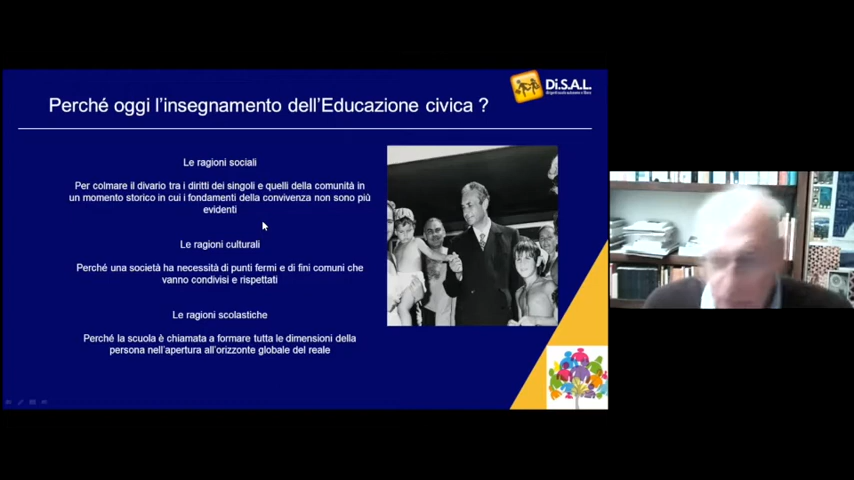 Perché oggi l'insegnamento dell'Educazione civica ?
Di.S.A.L.
Le ragioni sociali
Per colmare il divario tra i diritti dei singoli e quelli della comunità in
un momento storico in cui i fondamenti della convivenza non sono più
evidenti
Le ragioni culturali
Perché una società ha necessità di punti fermi e di fini comuni che
vanno condivisi e rispettati
Le ragioni scolastiche
Perché la scuola è chiamata a formare tutta le dimensioni della
persona nell'apertura all'orizzonte globale del reale